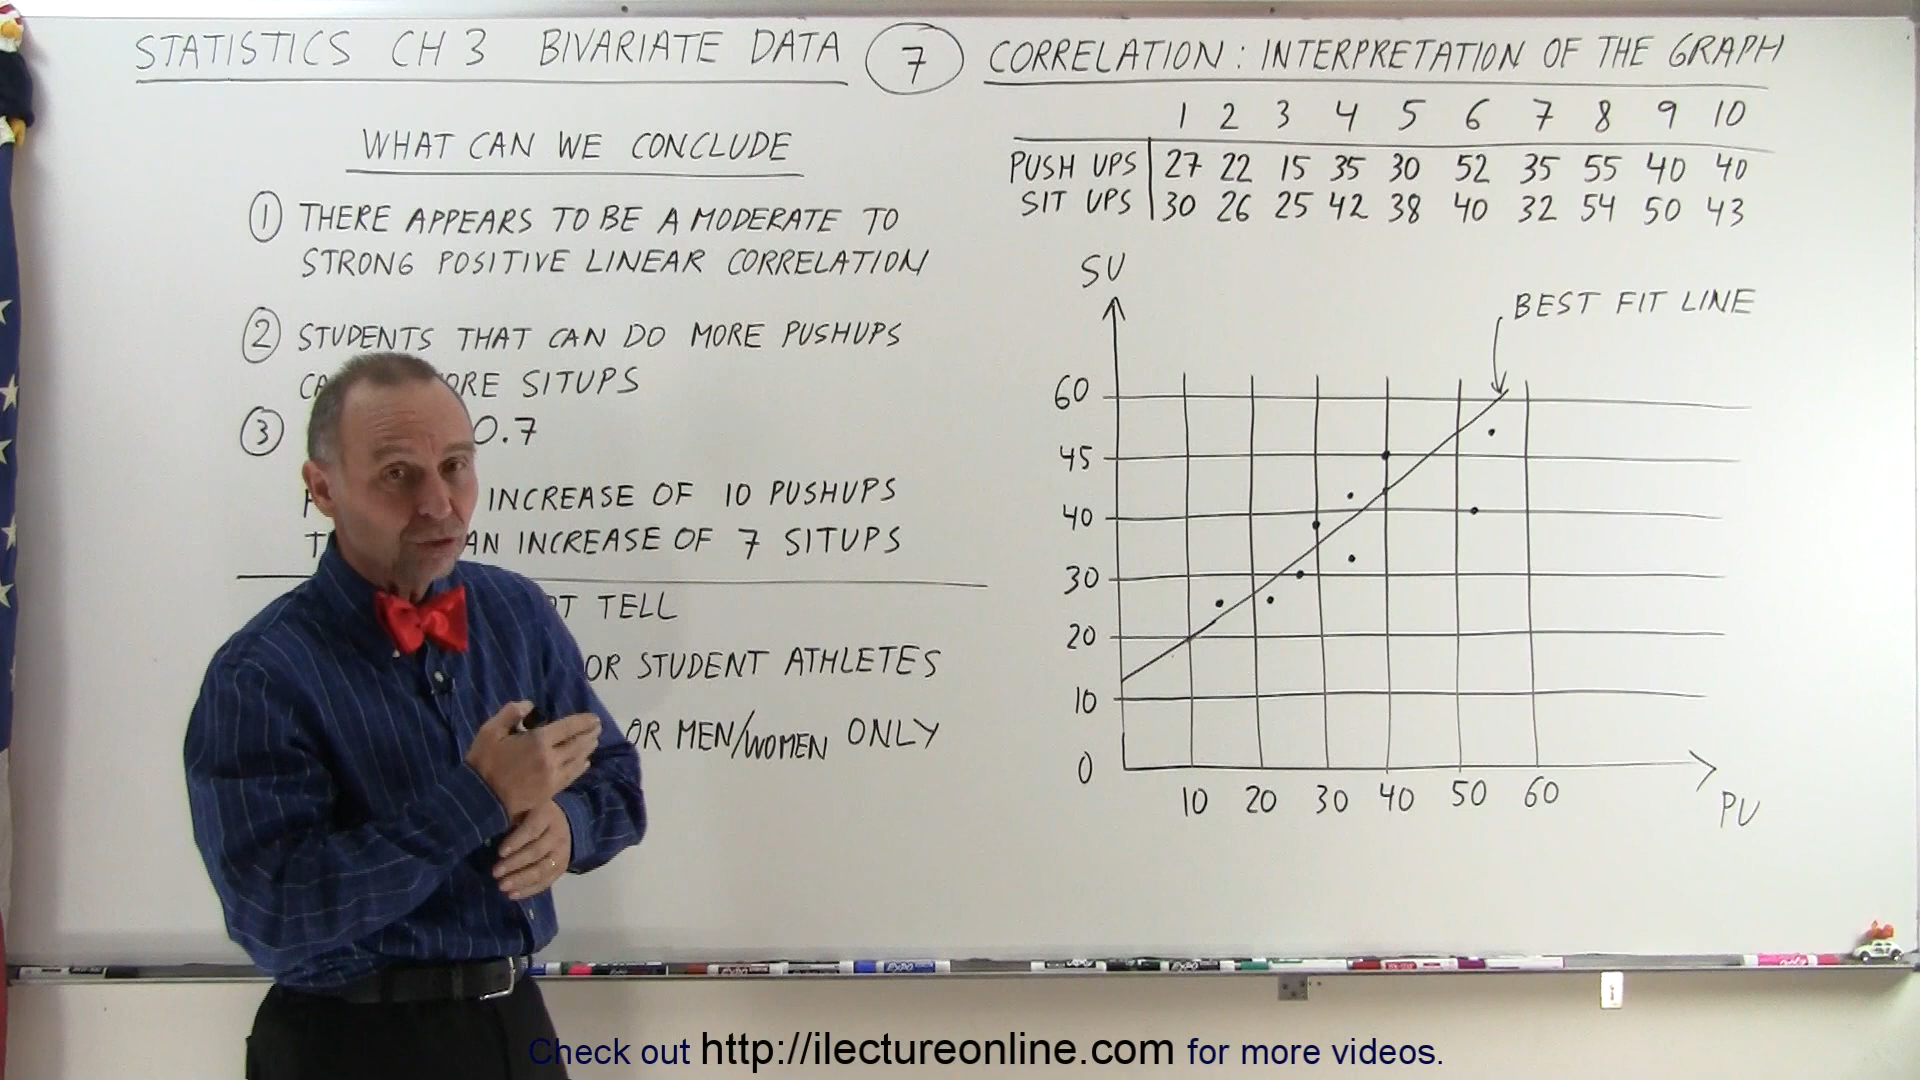 STATISTICS CH 3 BIVARIATE DATA 7 CORRELATION: INTERPRETATION OF THE GRAPH
WHAT CAN WE CONCLUDE
1 THERE APPEARS TO BE A MODERATE TO
STRONG POSITIVE LINEAR CORRELATION
2 STUDENTS THAT CAN DO MORE PUSHUPS
SITUPS
3 0.7
INCREASE OF 10 PUSHUPS
AN INCREASE OF 7 SITUPS
TELL
OR STUDENT ATHLETES
OR MEN/WOMEN ONLY
1 2 3 4 5 6 7 8 9 10
PUSH UPS 27 22 15 35 30 52 35 55 40 40
SIT UPS 30 26 25 42 38 40 32 54 50 43
SU
BEST FIT LINE
60
45
40
30
20
10
0
10 20 30 40 50 60
PU
Check out http://ilectureonline.com for more videos.